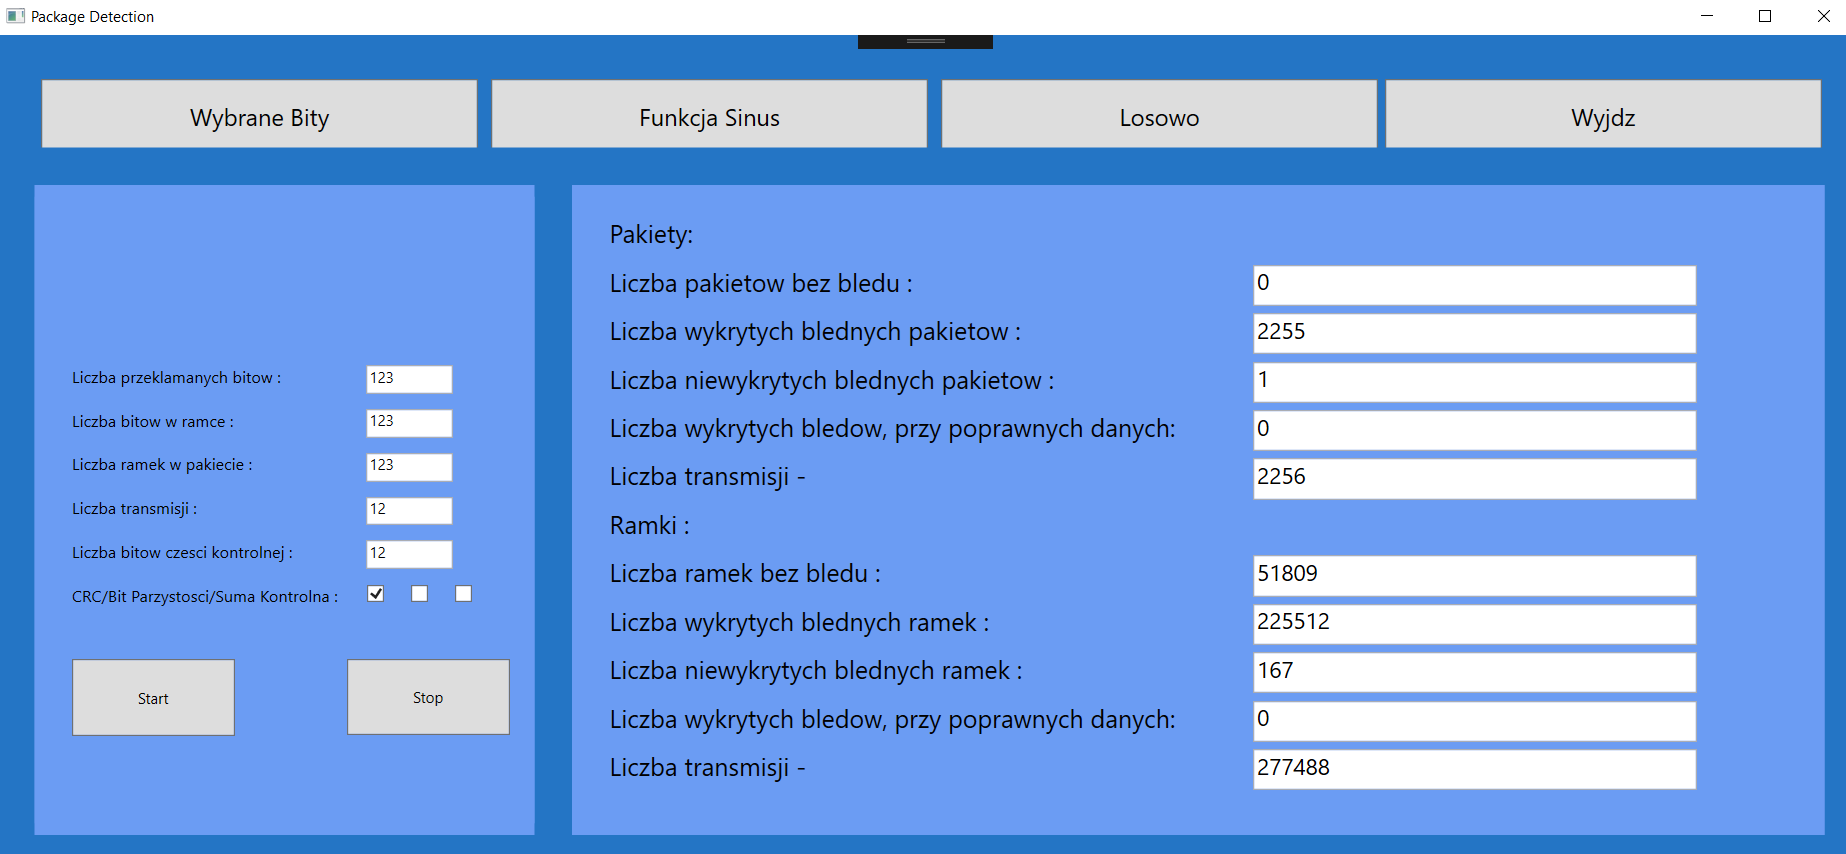 Package Detection
Wybrane Bity
Funkcja Sinus
Losowo
Wyjdz
Liczba przeklamanych bitow : 123
Liczba bitow w ramce : 123
Liczba ramek w pakiecie : 123
Liczba transmisji : 12
Liczba bitow czesci kontrolnej : 12
CRC/Bit Parzystosci/Suma Kontrolna :
Start
Stop
Pakiety:
Liczba pakietow bez bledu : 0
Liczba wykrytych blednych pakietow : 2255
Liczba niewykrytych blednych pakietow : 1
Liczba wykrytych bledow, przy poprawnych danych: 0
Liczba transmisji - 2256
Ramki :
Liczba ramek bez bledu : 51809
Liczba wykrytych blednych ramek : 225512
Liczba niewykrytych blednych ramek : 167
Liczba wykrytych bledow, przy poprawnych danych: 0
Liczba transmisji - 277488